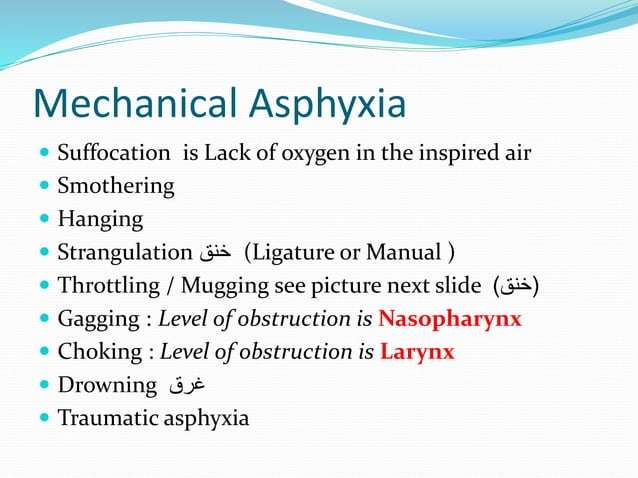 Mechanical Asphyxia
Suffocation  is Lack of oxygen in the inspired air
Smothering
Hanging
Strangulation خنق  (Ligature or Manual )
Throttling / Mugging see picture next slide  (خنق)
Gagging : Level of obstruction is Nasopharynx
Choking : Level of obstruction is Larynx
Drowning  غرق
Traumatic asphyxia